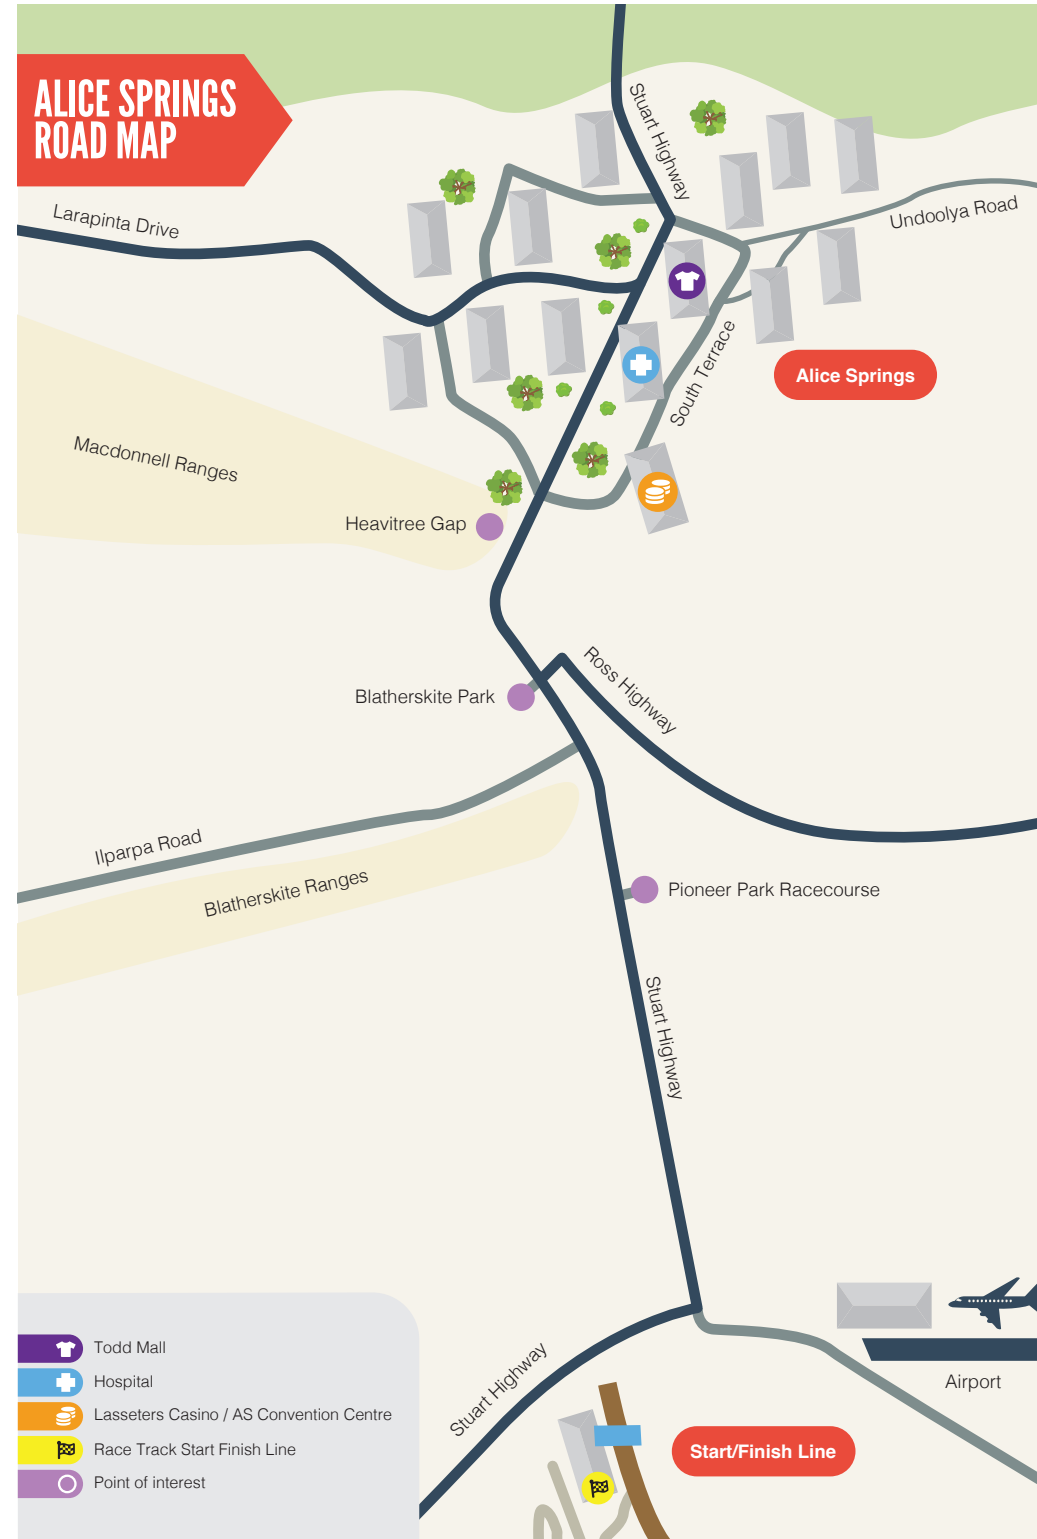 ALICE SPRINGS
ROAD MAP
Stuart Highway
Larapinta Drive
Undoolya Road
South Terrace
Alice Springs
Macdonnell Ranges
Heavitree Gap
Ross Highway
Blatherskite Park
Ilparpa Road
Blatherskite Ranges
Pioneer Park Racecourse
Stuart Highway
Airport
Stuart Highway
Start/Finish Line
Todd Mall
Hospital
Lasseters Casino / AS Convention Centre
Race Track Start Finish Line
Point of interest